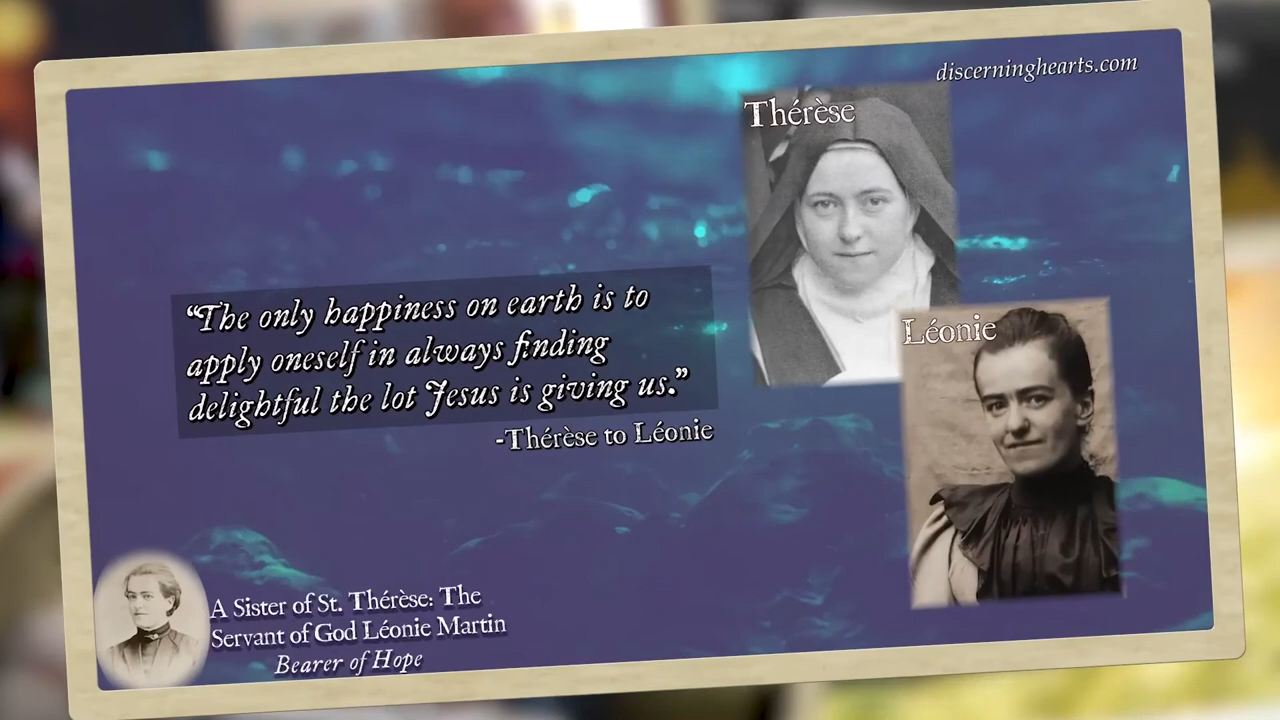 discerninghearts.com
Thérèse
Léonie
“The only happiness on earth is to
apply oneself in always finding
delightful the lot Jesus is giving us.”
-Thérèse to Léonie
A Sister of St. Thérèse: The
Servant of God Léonie Martin
Bearer of Hope